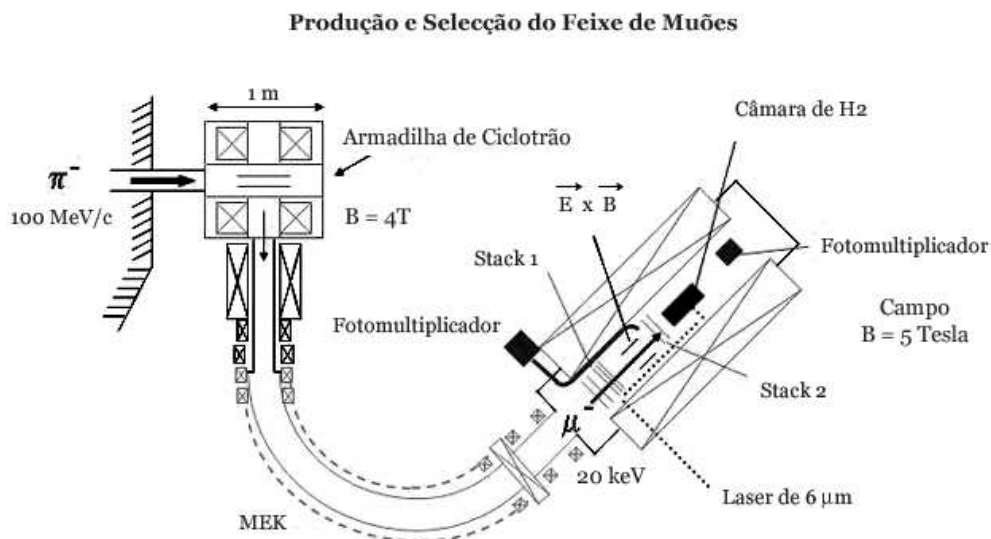 Produção e Selecção do Feixe de Muões
1 m
Câmara de H2
Armadilha de Ciclotrão
π⁻
100 MeV/c
B = 4T
E x B
Stack 1
Fotomultiplicador
Fotomultiplicador
Campo
B = 5 Tesla
Stack 2
μ⁻
20 keV
Laser de 6 μm
MEK